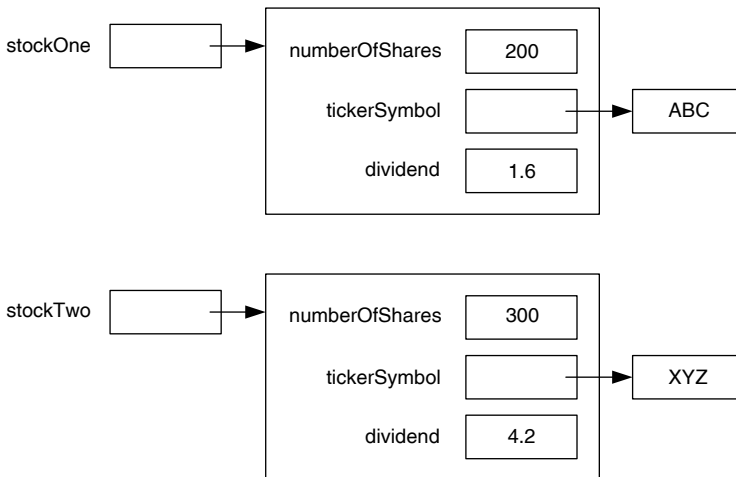 stockOne
numberOfShares 200
tickerSymbol ABC
dividend 1.6
stockTwo
numberOfShares 300
tickerSymbol XYZ
dividend 4.2